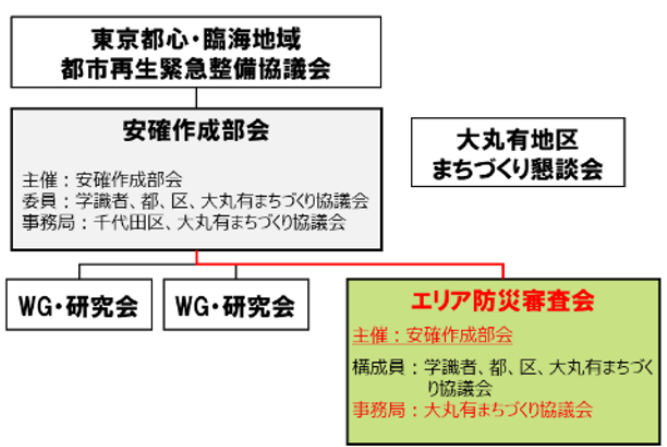 東京都心・臨海地域
都市再生緊急整備協議会
安確作成部会
主催：安確作成部会
委員：学識者、都、区、大丸有まちづくり協議会
事務局：千代田区、大丸有まちづくり協議会
大丸有地区
まちづくり懇談会
WG・研究会
WG・研究会
エリア防災審査会
主催：安確作成部会
構成員：学識者、都、区、大丸有まちづく
り協議会
事務局：大丸有まちづくり協議会